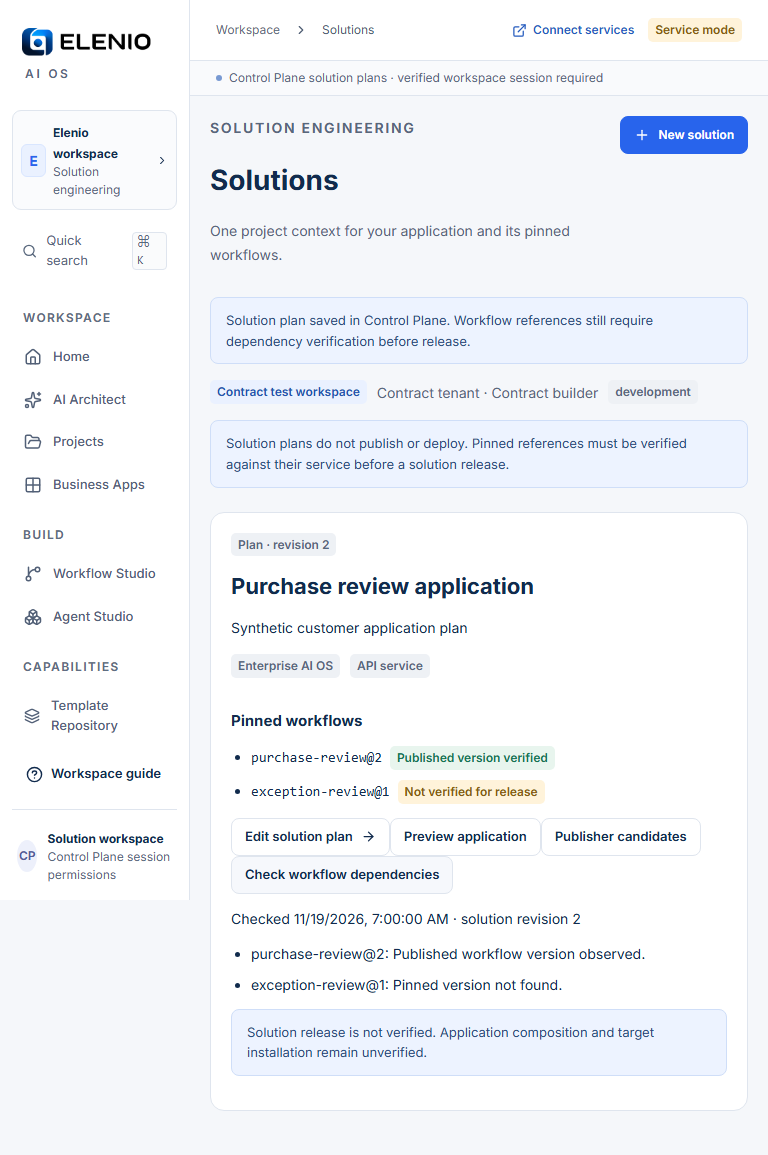 ELENIO
AI OS
E
Elenio
workspace
Solution
engineering
Quick
search
⌘
K
WORKSPACE
Home
AI Architect
Projects
Business Apps
BUILD
Workflow Studio
Agent Studio
CAPABILITIES
Template
Repository
Workspace guide
CP
Solution workspace
Control Plane session
permissions
Workspace > Solutions
Connect services
Service mode
Control Plane solution plans · verified workspace session required
SOLUTION ENGINEERING
New solution
Solutions
One project context for your application and its pinned
workflows.
Solution plan saved in Control Plane. Workflow references still require
dependency verification before release.
Contract test workspace Contract tenant · Contract builder development
Solution plans do not publish or deploy. Pinned references must be verified
against their service before a solution release.
Plan · revision 2
Purchase review application
Synthetic customer application plan
Enterprise AI OS API service
Pinned workflows
• purchase-review@2 Published version verified
• exception-review@1 Not verified for release
Edit solution plan → Preview application Publisher candidates
Check workflow dependencies
Checked 11/19/2026, 7:00:00 AM · solution revision 2
• purchase-review@2: Published workflow version observed.
• exception-review@1: Pinned version not found.
Solution release is not verified. Application composition and target
installation remain unverified.